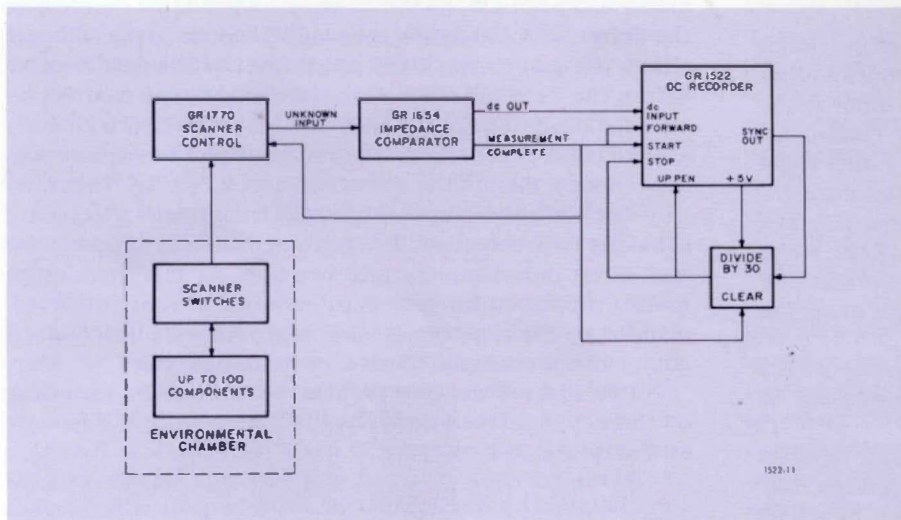 GR 1522
DC RECORDER
GR 1770
SCANNER
CONTROL
UNKNOWN
INPUT
GR 1654
IMPEDANCE
COMPARATOR
dc OUT
MEASUREMENT
COMPLETE
dc
INPUT
FORWARD
START
STOP
SYNC
OUT
UP PEN
+5V
SCANNER
SWITCHES
DIVIDE
BY 30
CLEAR
UP TO 100
COMPONENTS
ENVIRONMENTAL
CHAMBER
1522-11